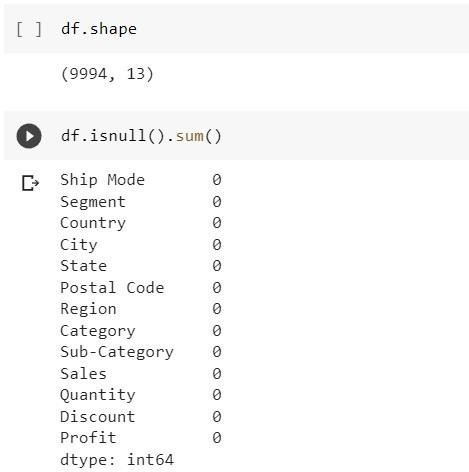 [ ] df.shape
(9994, 13)
df.isnull().sum()
Ship Mode 0
Segment 0
Country 0
City 0
State 0
Postal Code 0
Region 0
Category 0
Sub-Category 0
Sales 0
Quantity 0
Discount 0
Profit 0
dtype: int64